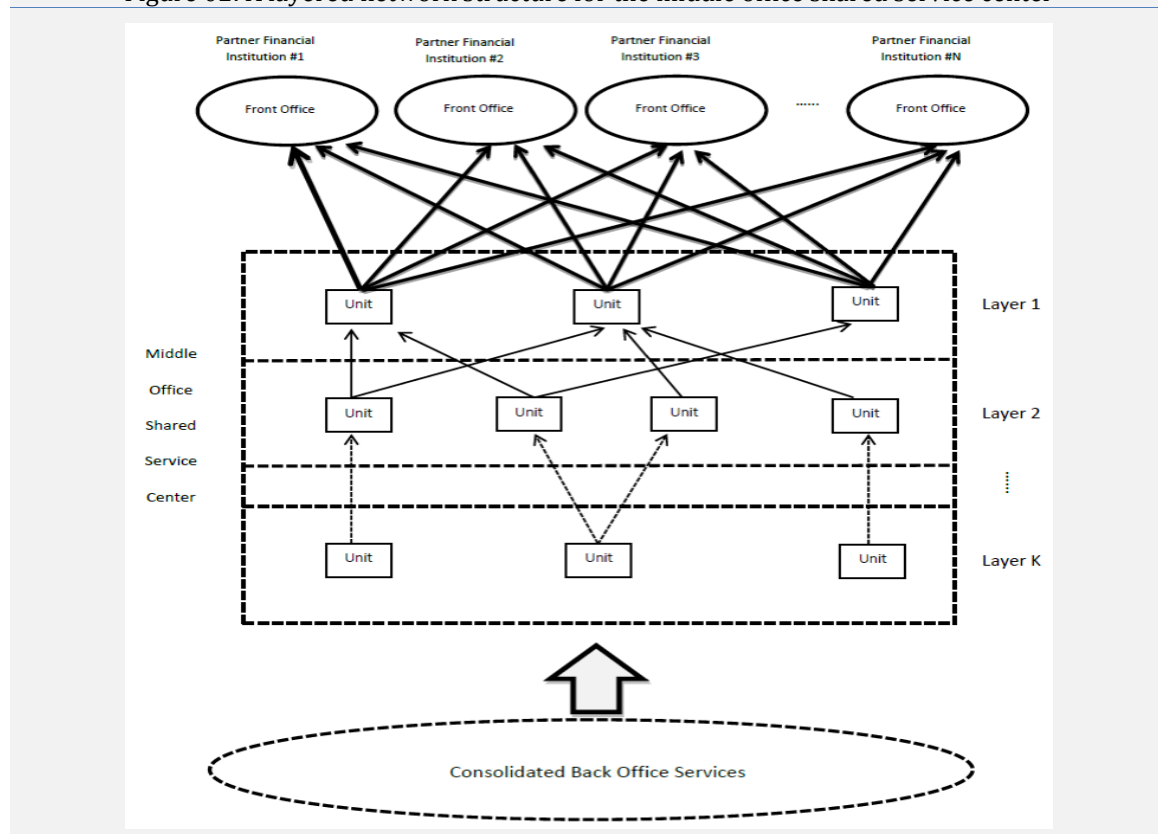 Partner Financial
Institution #1
Partner Financial
Institution #2
Partner Financial
Institution #3
Partner Financial
Institution #N
Front Office
Front Office
Front Office
......
Front Office
Unit
Unit
Unit
Layer 1
Middle
Office
Shared
Service
Center
Unit
Unit
Unit
Unit
Layer 2
Unit
Unit
Unit
Layer K
Consolidated Back Office Services